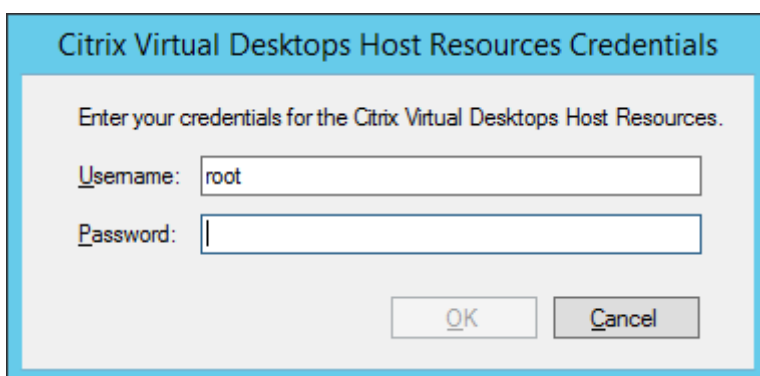 Citrix Virtual Desktops Host Resources Credentials
Enter your credentials for the Citrix Virtual Desktops Host Resources.
Username: root
Password:
OK Cancel